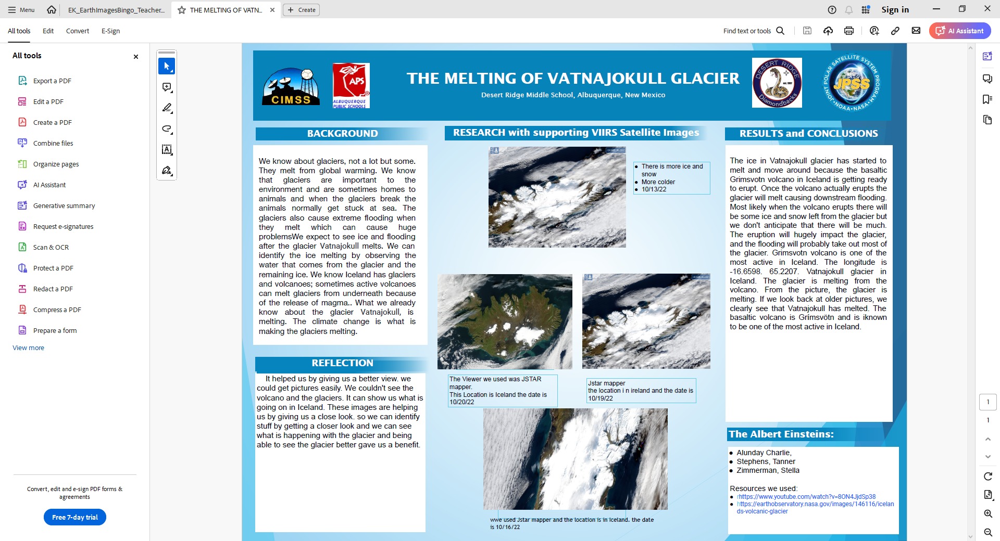 Menu
EK_EarthImagesBingo_Teacher...
THE MELTING OF VATN...
Create
Sign in
All tools
Edit
Convert
E-Sign
Find text or tools
AI Assistant
All tools
Export a PDF
Edit a PDF
Create a PDF
Combine files
Organize pages
AI Assistant
Generative summary
Request e-signatures
Scan & OCR
Protect a PDF
Redact a PDF
Compress a PDF
Prepare a form
View more
Convert, edit and e-sign PDF forms &
agreements
Free 7-day trial
CIMSS
APS
ALBUQUERQUE
PUBLIC SCHOOLS
THE MELTING OF VATNAJOKULL GLACIER
Desert Ridge Middle School, Albuquerque, New Mexico
DESERT RIDGE
est. 1997
Diamondbacks
JOINT POLAR SATELLITE SYSTEM PROGRAM
JPSS
NOAA • NASA
BACKGROUND
We know about glaciers, not a lot but some.
They melt from global warming. We know
that glaciers are important to the
environment and are sometimes homes to
animals and when the glaciers break the
animals normally get stuck at sea. The
glaciers also cause extreme flooding when
they melt which can cause huge
problemsWe expect to see ice and flooding
after the glacier Vatnajokull melts. We can
identify the ice melting by observing the
water that comes from the glacier and the
remaining ice. We know Iceland has glaciers
and volcanoes; sometimes active volcanoes
can melt glaciers from underneath because
of the release of magma.. What we already
know about the glacier Vatnajokull, is
melting. The climate change is what is
making the glaciers melting.
REFLECTION
It helped us by giving us a better view. we
could get pictures easily. We couldn't see the
volcano and the glaciers. It can show us what is
going on in Iceland. These images are helping
us by giving us a close look. so we can identify
stuff by getting a closer look and we can see
what is happening with the glacier and being
able to see the glacier better gave us a benefit.
RESEARCH with supporting VIIRS Satellite Images
● There is more ice and
snow
● More colder
● 10/13/22
The Viewer we used was JSTAR
mapper.
This Location is Iceland the date is
10/20/22
Jstar mapper
the location i n ireland and the date is
10/19/22
wwe used Jstar mapper and the location is in Iceland. the date
is 10/16/22
RESULTS and CONCLUSIONS
The ice in Vatnajokull glacier has started to
melt and move around because the basaltic
Grimsvotn volcano in Iceland is getting ready
to erupt. Once the volcano actually erupts the
glacier will melt causing downstream flooding.
Most likely when the volcano erupts there will
be some ice and snow left from the glacier but
we don't anticipate that there will be much.
The eruption will hugely impact the glacier,
and the flooding will probably take out most of
the glacier. Grimsvotn volcano is one of the
most active in Iceland. The longitude is
-16.6598. 65.2207. Vatnajokull glacier in
Iceland. The glacier is melting from the
volcano. From the picture, the glacier is
melting. If we look back at older pictures, we
clearly see that Vatnajokull has melted. The
basaltic volcano is Grímsvötn and is iknown
to be one of the most active in Iceland.
The Albert Einsteins:
● Alunday Charlie,
● Stephens, Tanner
● Zimmerman, Stella
Resources we used:
● rhttps://www.youtube.com/watch?v=8ON4JjdSp38
● https://earthobservatory.nasa.gov/images/146116/icelan
ds-volcanic-glacier
1
1